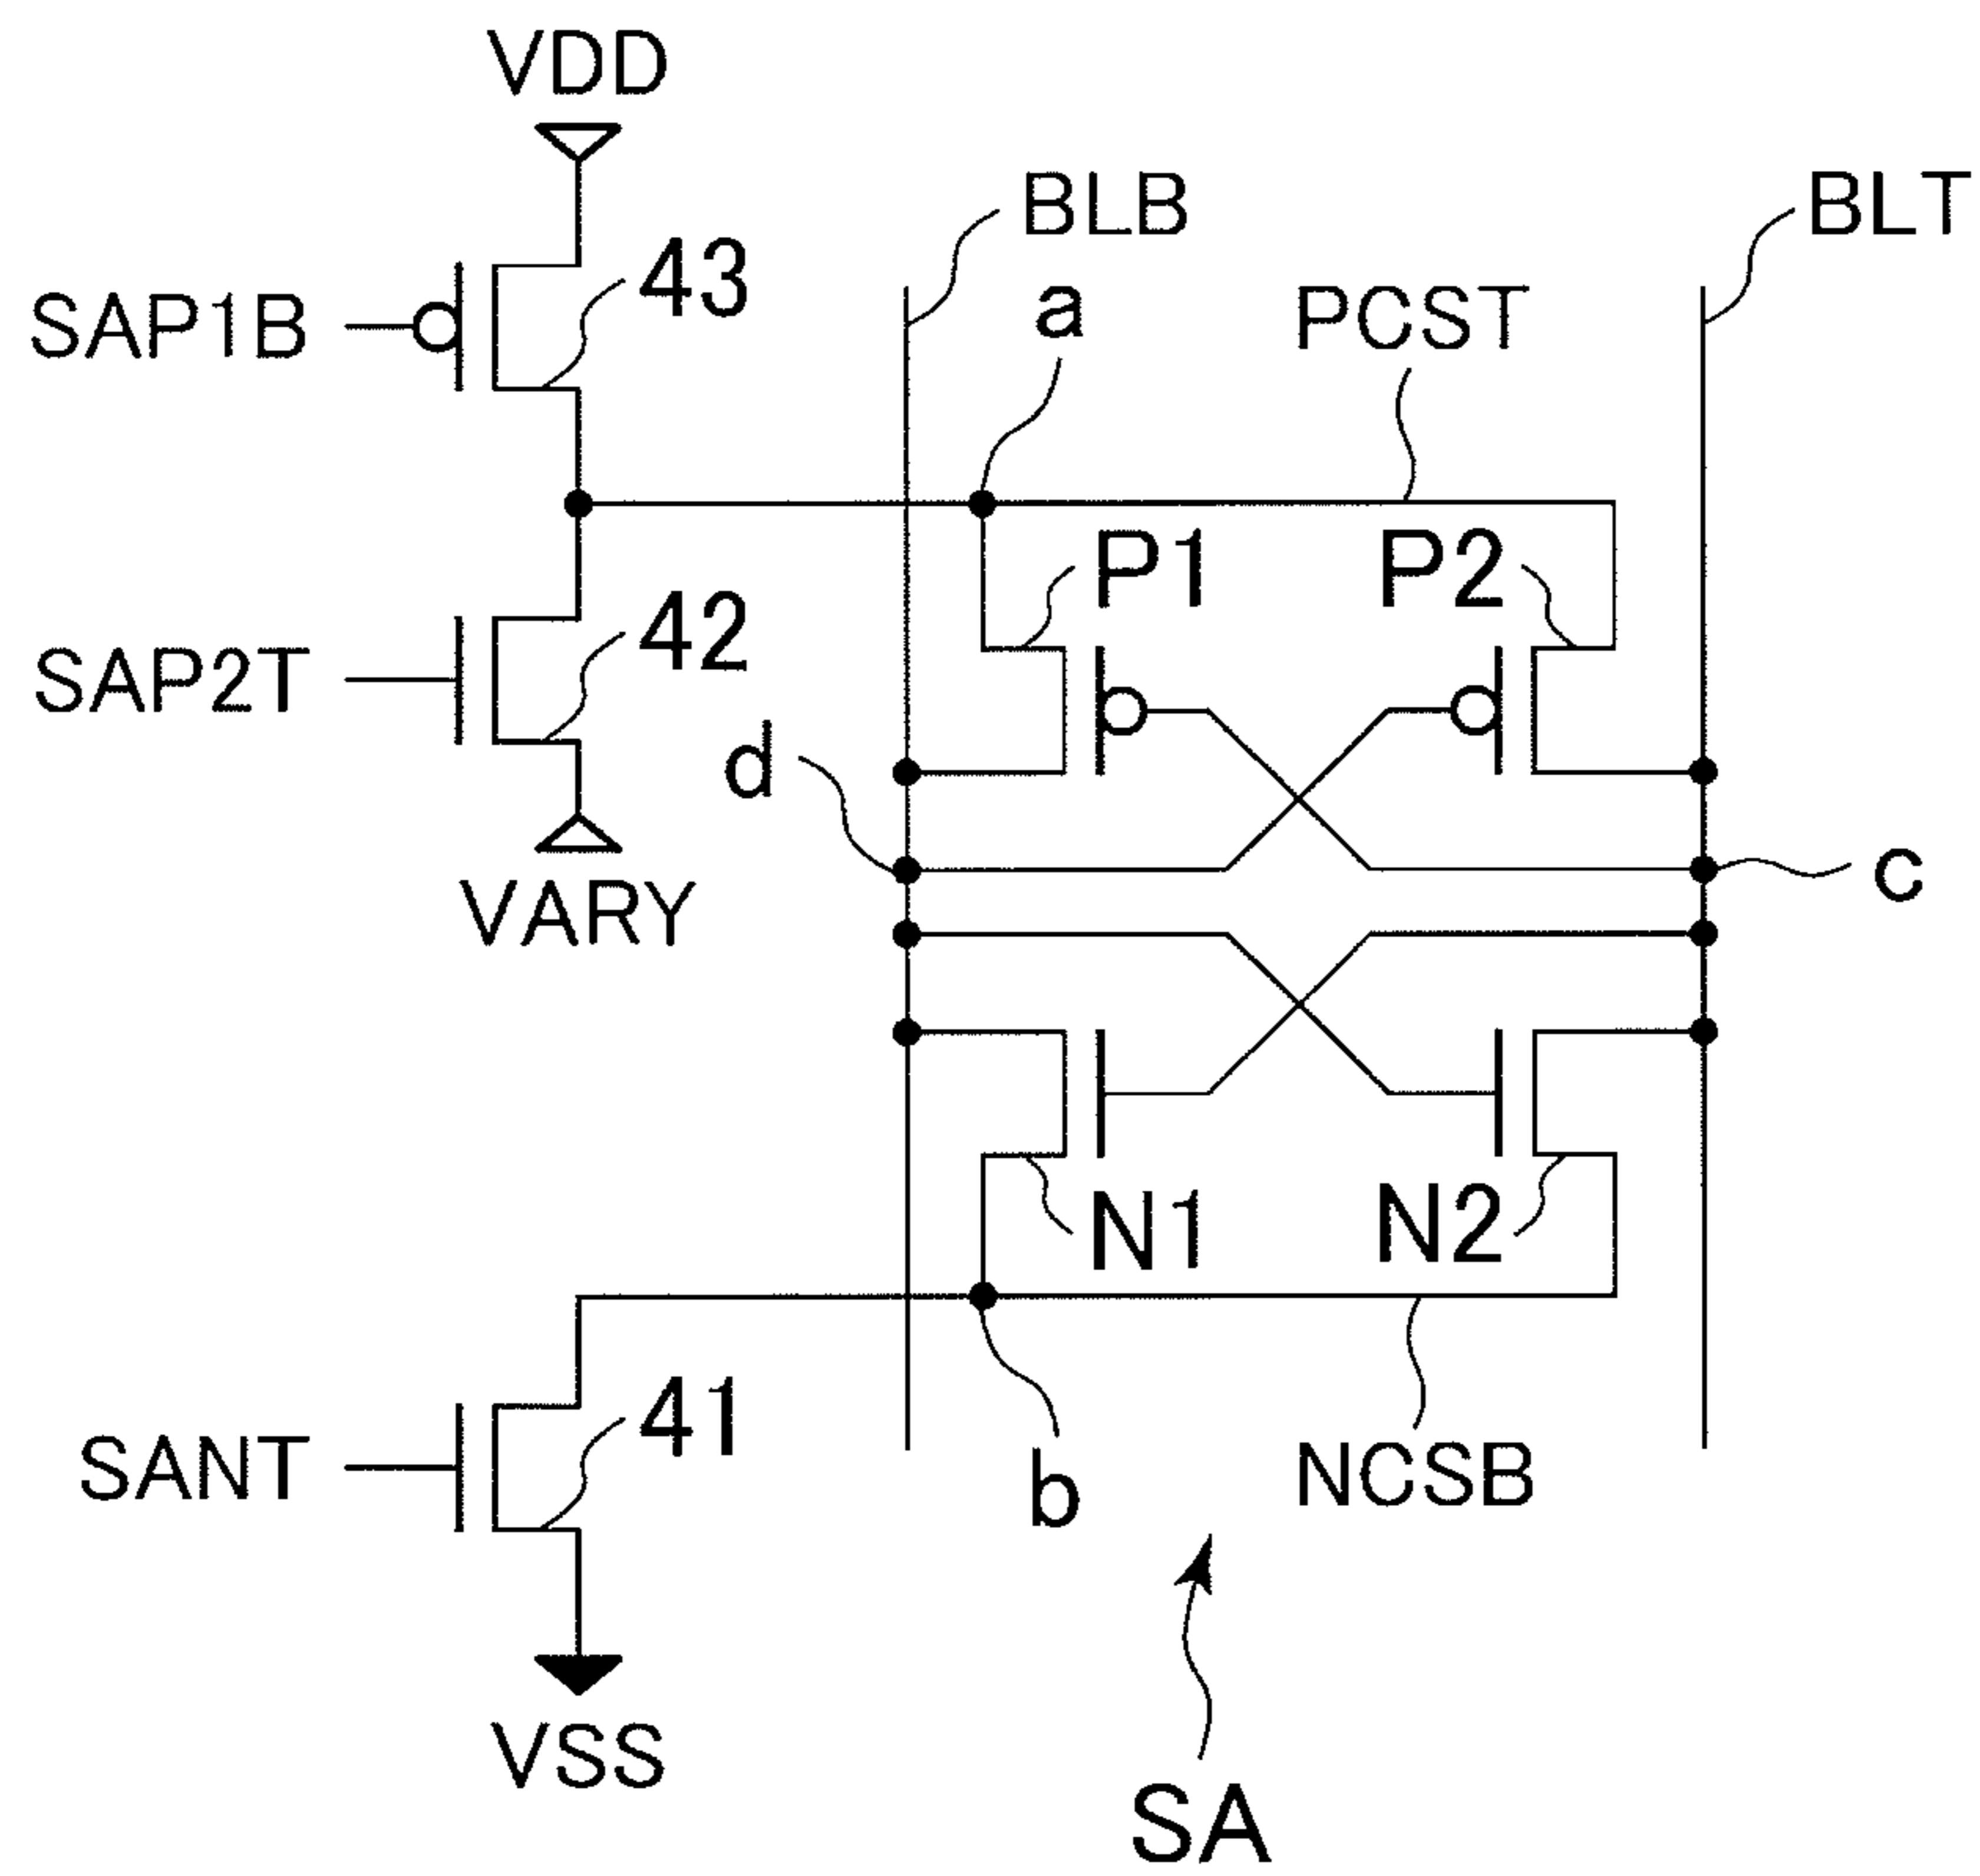 VDD
BLB
BLT
43
a
PCST
SAP1B
P1
P2
42
SAP2T
d
c
VARY
N1
N2
41
SANT
b
NCSB
VSS
SA